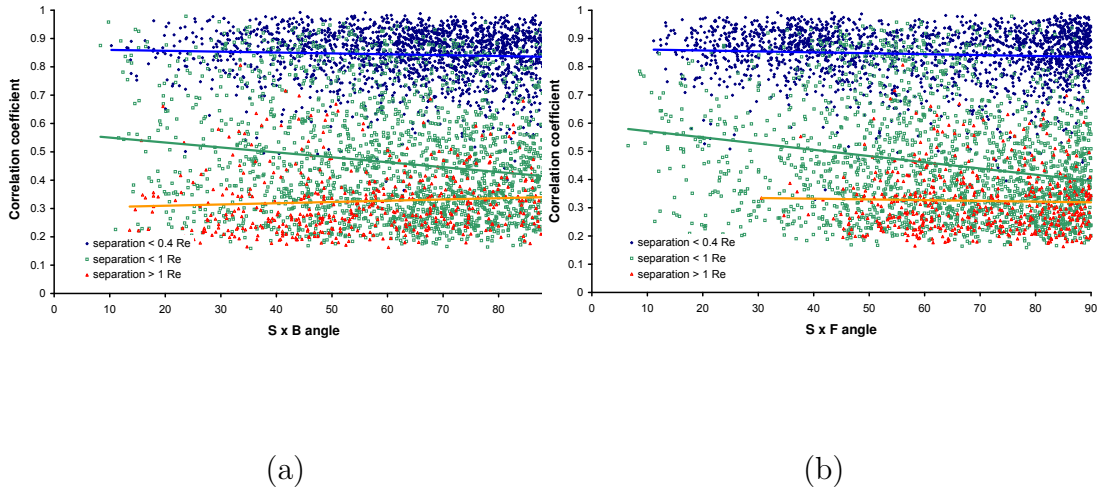 1
0.9
0.8
0.7
0.6
0.5
0.4
0.3
0.2
0.1
0
Correlation coefficient
separation < 0.4 Re
separation < 1 Re
separation > 1 Re
0 10 20 30 40 50 60 70 80
S x B angle
(a)
1
0.9
0.8
0.7
0.6
0.5
0.4
0.3
0.2
0.1
0
Correlation coefficient
separation < 0.4 Re
separation < 1 Re
separation > 1 Re
0 10 20 30 40 50 60 70 80 90
S x F angle
(b)